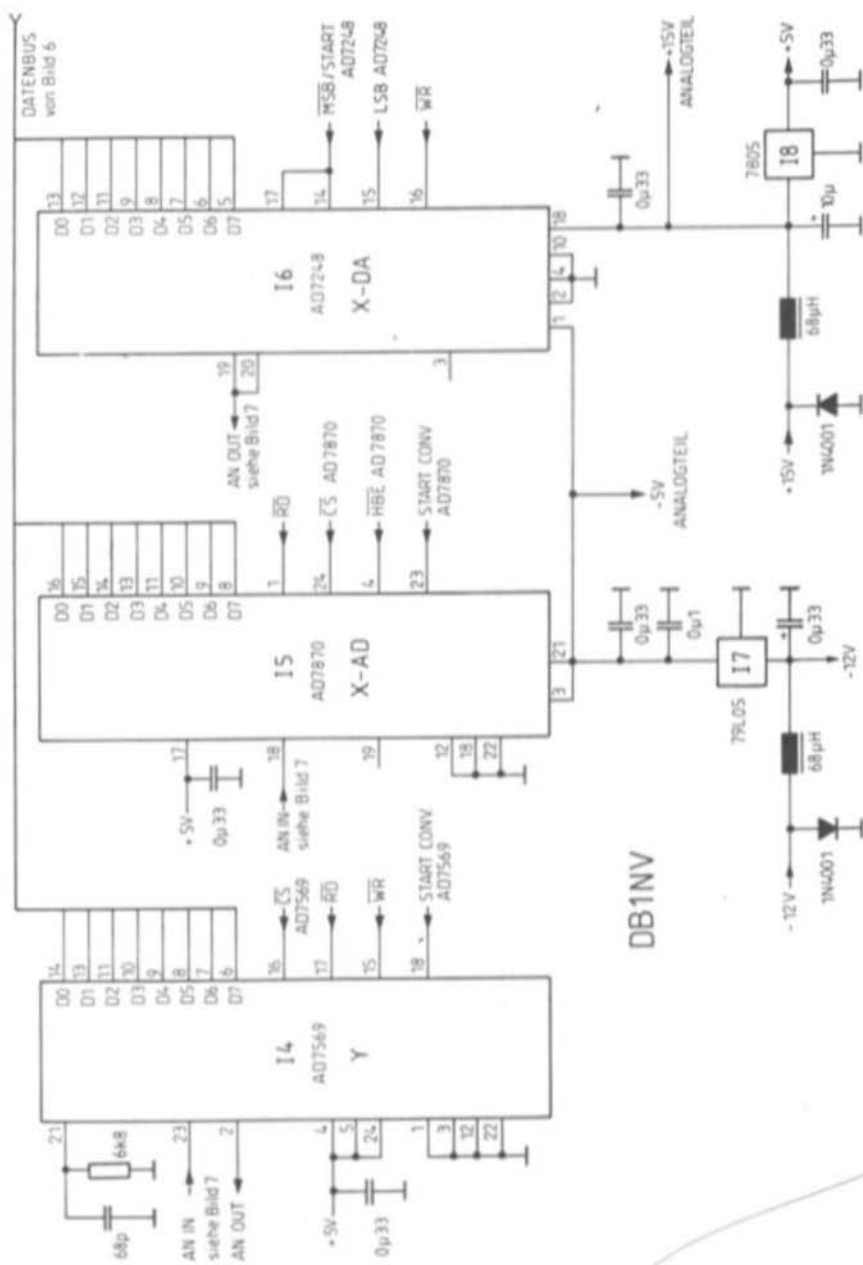 DATENBUS
von Bild 6
14
13
11
10
9
8
7
6
D0
D1
D2
D3
D4
D5
D6
D7
I4
AD7569
Y
21
6k8
68p
23
AN IN
siehe Bild 7
2
AN OUT
4
5
24
+5V
0µ33
1
3
12
22
16
CS
AD7569
17
RD
15
WR
18
START CONV
AD7569
16
15
14
13
11
10
9
8
D0
D1
D2
D3
D4
D5
D6
D7
I5
AD7870
X-AD
17
+5V
0µ33
18
AN IN
siehe Bild 7
19
12
18
22
1
RD
24
CS AD7870
4
HBE AD7870
23
START CONV
AD7870
3
21
13
12
11
9
8
7
6
5
D0
D1
D2
D3
D4
D5
D6
D7
I6
AD7248
X-DA
19
20
AN OUT
siehe Bild 7
3
17
14
MSB/START
AD7248
15
LSB AD7248
16
WR
1
2
4
10
18
-5V
ANALOGTEIL
0µ33
0µ1
I7
79L05
0µ33
-12V
68µH
-12V
1N4001
0µ33
+15V
ANALOGTEIL
7805
I8
+5V
0µ33
10µ
68µH
+15V
1N4001
DB1NV